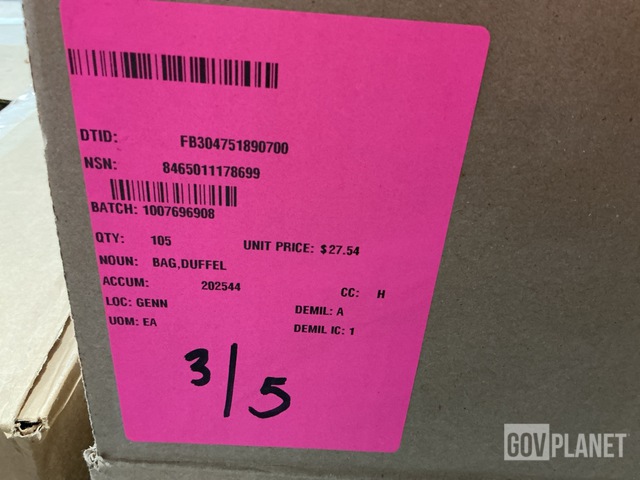 DTID: FB304751890700
NSN: 8465011178699
BATCH: 1007696908
QTY: 105 UNIT PRICE: $27.54
NOUN: BAG,DUFFEL
ACCUM: 202544 CC: H
LOC: GENN DEMIL: A
UOM: EA DEMIL IC: 1
3/5
GOVPLANET